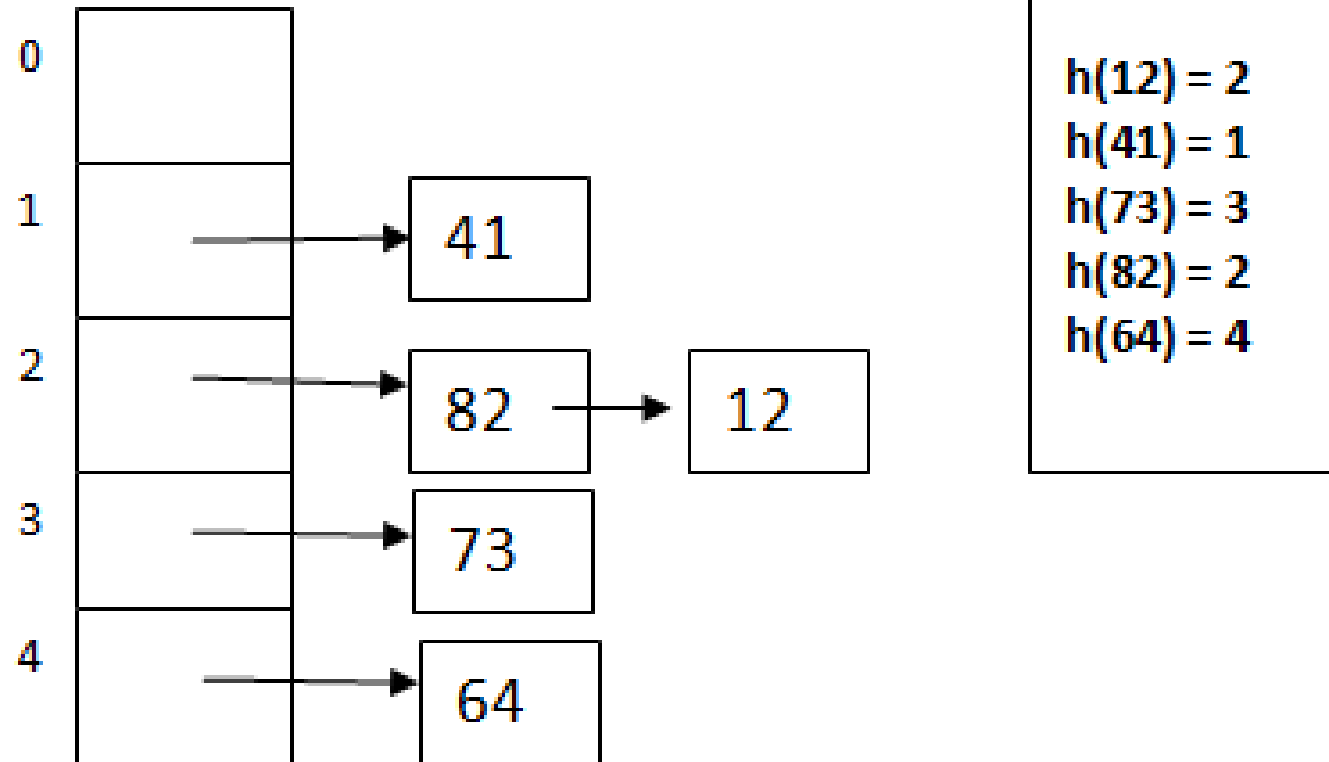 0
1
41
2
82
12
3
73
4
64
h(12) = 2
h(41) = 1
h(73) = 3
h(82) = 2
h(64) = 4